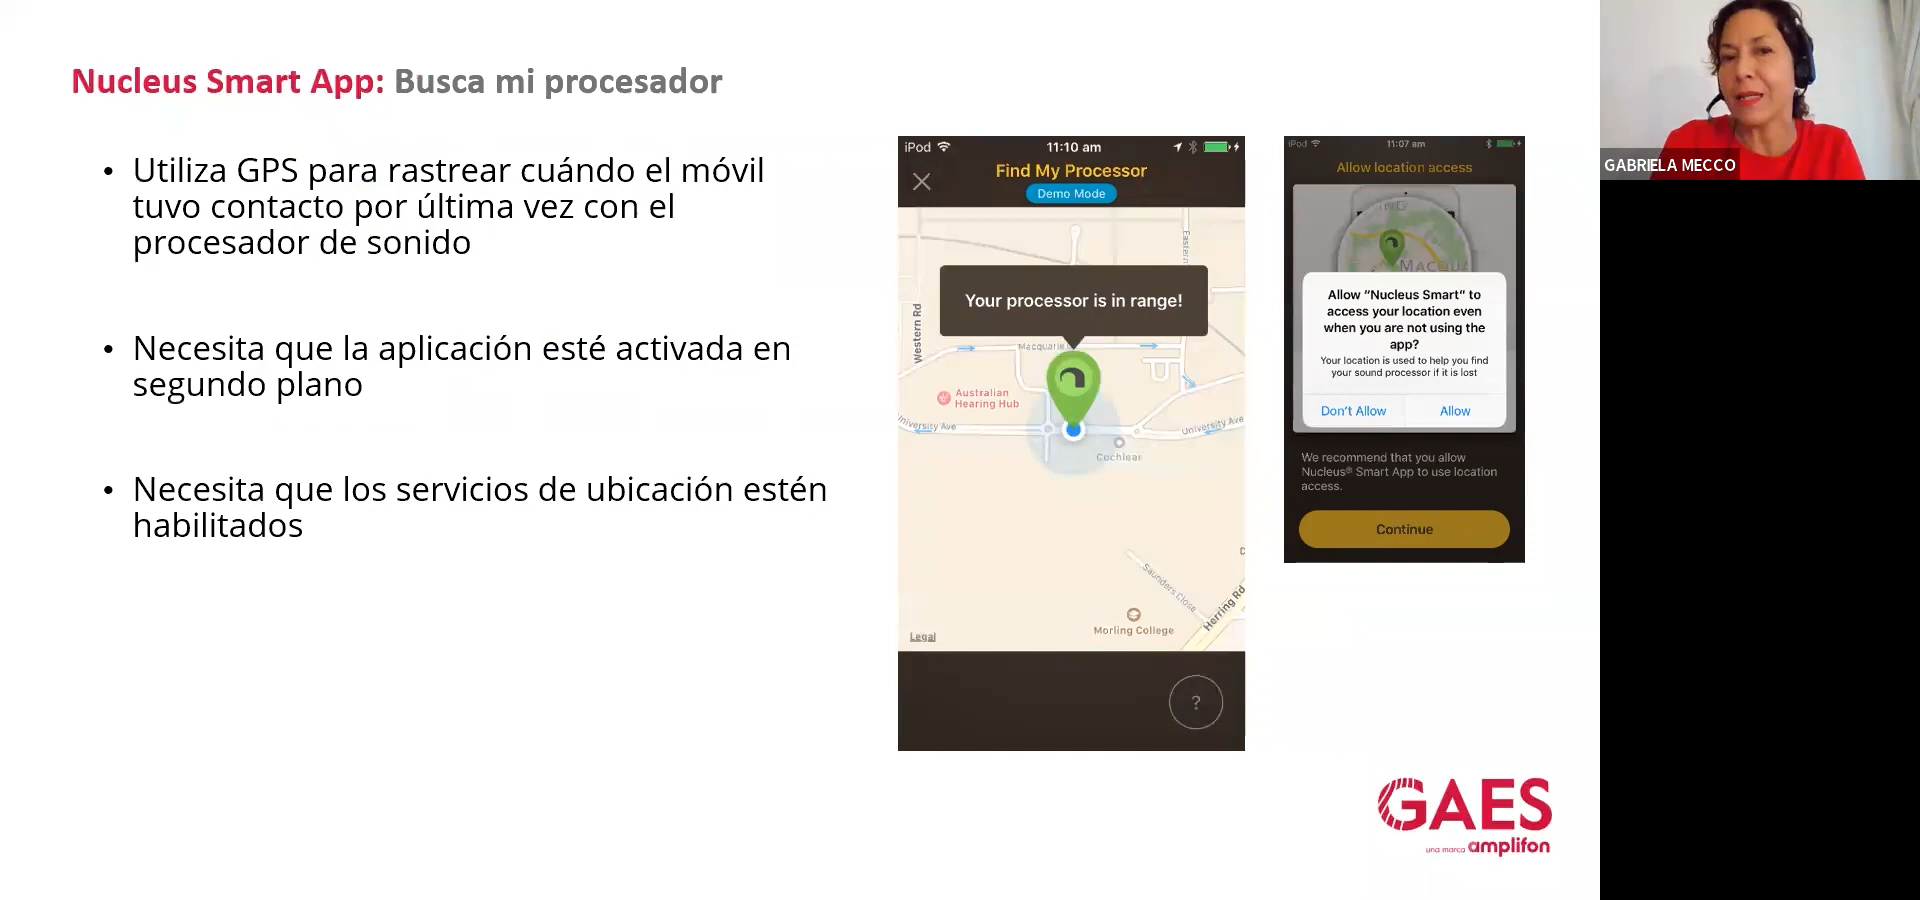 Nucleus Smart App: Busca mi procesador
• Utiliza GPS para rastrear cuándo el móvil
tuvo contacto por última vez con el
procesador de sonido
• Necesita que la aplicación esté activada en
segundo plano
• Necesita que los servicios de ubicación estén
habilitados
iPod
11:10 am
Find My Processor
Demo Mode
Eastern
Western Rd
Your processor is in range!
Macquarie
Australian
Hearing Hub
University Ave
University Ave
Cochlear
Saunders Close
Herring Rd
Morling College
Legal
?
iPod
11:07 am
Allow location access
MACQUA
Allow “Nucleus Smart“ to
access your location even
when you are not using the
app?
Your location is used to help you find
your sound processor if it is lost
Don’t Allow
Allow
We recommend that you allow
Nucleus® Smart App to use location
access.
Continue
GAES
una marca amplifon
GABRIELA MECCO